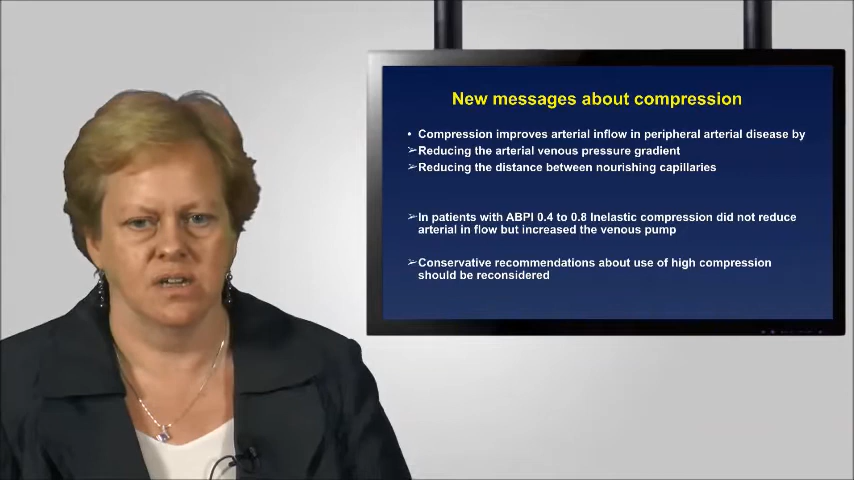 New messages about compression
• Compression improves arterial inflow in peripheral arterial disease by
➢Reducing the arterial venous pressure gradient
➢Reducing the distance between nourishing capillaries
➢In patients with ABPI 0.4 to 0.8 Inelastic compression did not reduce
arterial in flow but increased the venous pump
➢Conservative recommendations about use of high compression
should be reconsidered